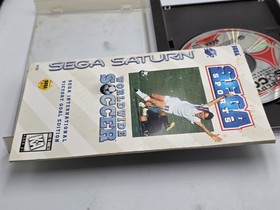 SEGA SATURN
SEGA
SPORTS
WORLDWIDE
SOCCER
SEGA INTERNATIONAL
VICTORY GOAL EDITION